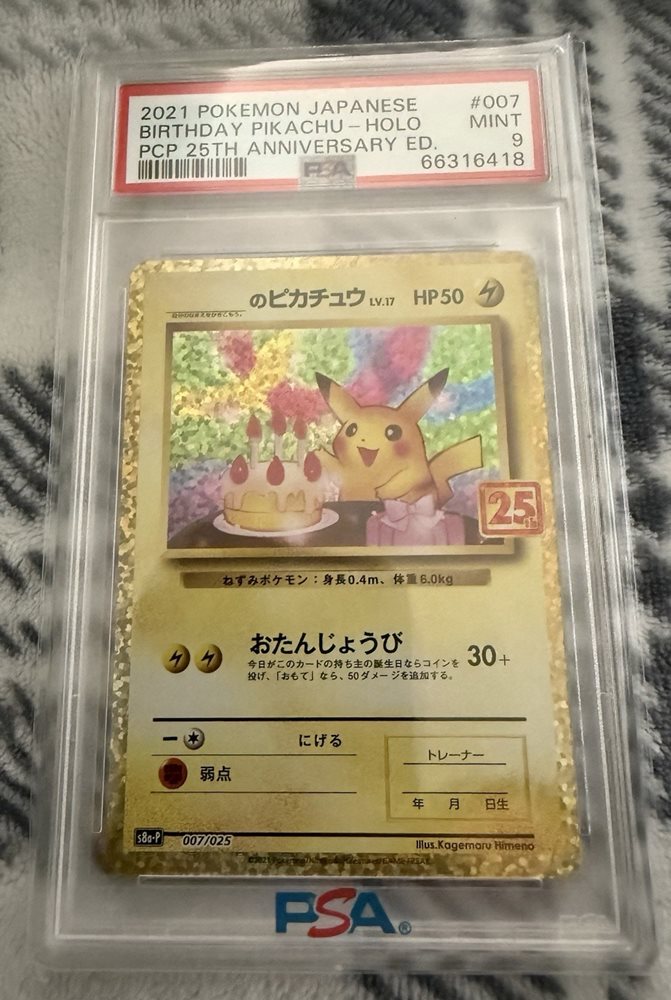 2021 POKEMON JAPANESE #007
BIRTHDAY PIKACHU-HOLO MINT
PCP 25TH ANNIVERSARY ED. 9
PSA 66316418
のピカチュウ LV.17 HP50
25th
ねずみポケモン：身長0.4m、体重6.0kg
おたんじょうび 30+
今日がこのカードの持ち主の誕生日ならコインを
投げ、「おもて」なら、50ダメージを追加する。
にげる
弱点
トレーナー
年 月 日生
s8a-P 007/025
Illus.Kagemaru Himeno
PSA®